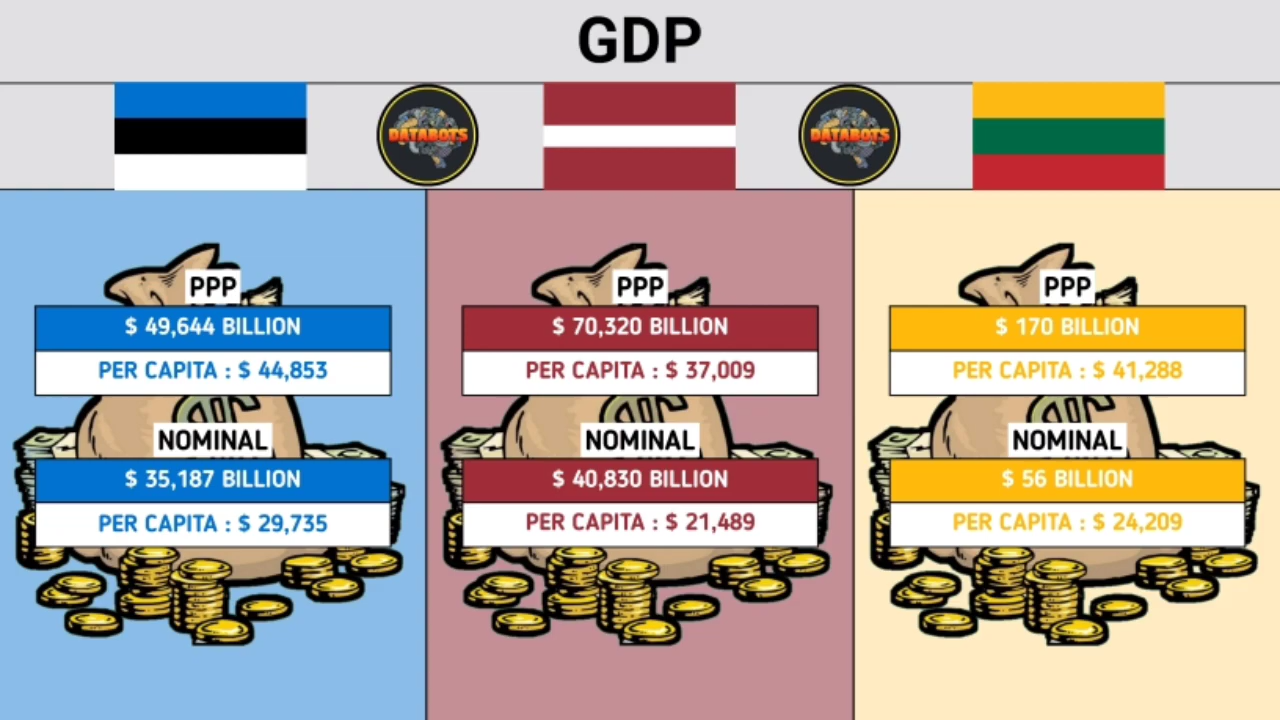 GDP
DATABOTS
DATABOTS
PPP
$ 49,644 BILLION
PER CAPITA : $ 44,853
NOMINAL
$ 35,187 BILLION
PER CAPITA : $ 29,735
PPP
$ 70,320 BILLION
PER CAPITA : $ 37,009
NOMINAL
$ 40,830 BILLION
PER CAPITA : $ 21,489
PPP
$ 170 BILLION
PER CAPITA : $ 41,288
NOMINAL
$ 56 BILLION
PER CAPITA : $ 24,209